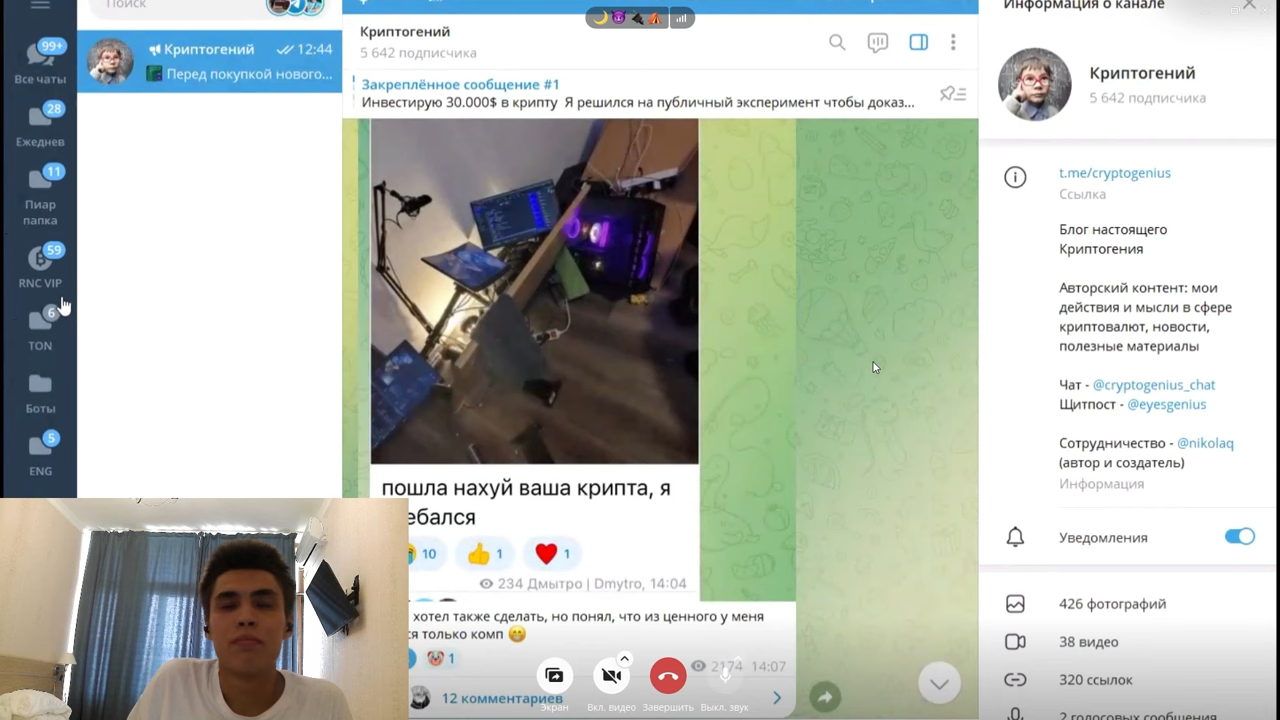 Поиск
99+
Все чаты
28
Ежеднев
11
Пиар
папка
59
RNC VIP
6
TON
Боты
5
ENG
Криптогений
12:44
Перед покупкой нового...
Криптогений
5 642 подписчика
Закреплённое сообщение #1
Инвестирую 30.000$ в крипту Я решился на публичный эксперимент чтобы доказ...
пошла нахуй ваша крипта, я
ебался
10
1
1
234 Дмытро | Dmytro, 14:04
хотел также сделать, но понял, что из ценного у меня
ся только комп
1
2174 14:07
12 комментариев
Экран
Вкл. видео
Завершить
Выкл. звук
Информация о канале
Криптогений
5 642 подписчика
t.me/cryptogenius
Ссылка
Блог настоящего
Криптогения
Авторский контент: мои
действия и мысли в сфере
криптовалют, новости,
полезные материалы
Чат - @cryptogenius_chat
Щитпост - @eyesgenius
Сотрудничество - @nikolaq
(автор и создатель)
Информация
Уведомления
426 фотографий
38 видео
320 ссылок
2 голосовых сообщения